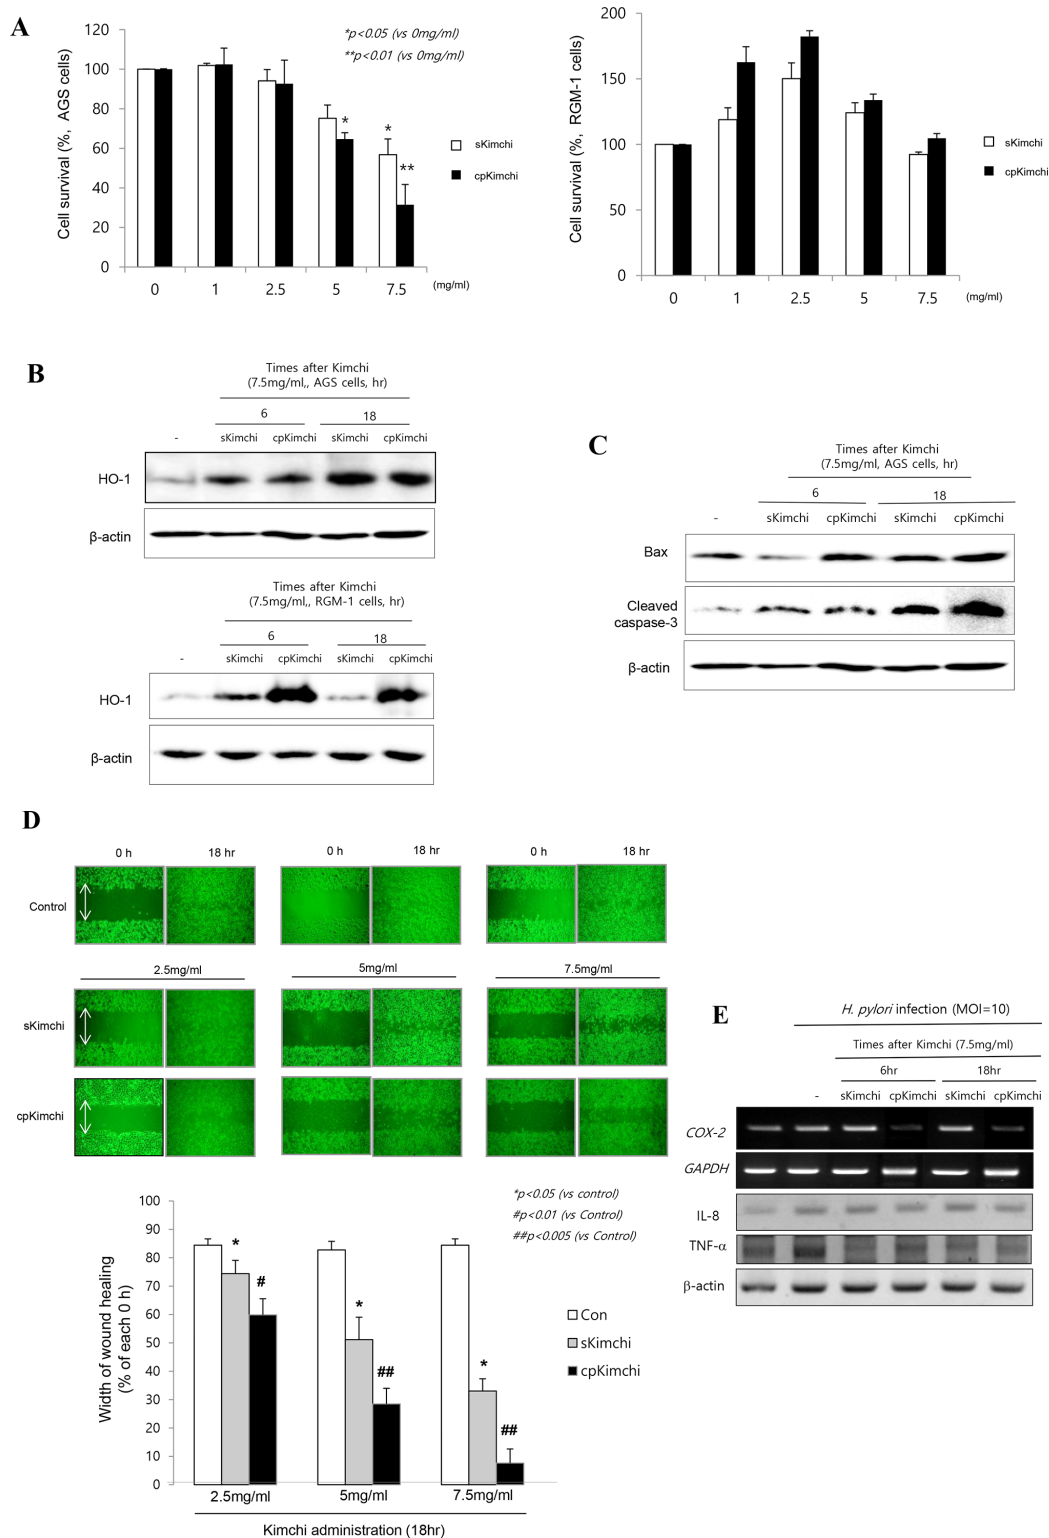 A
Cell survival (%, AGS cells)
120
100
80
60
40
20
0
*p<0.05 (vs 0mg/ml)
**p<0.01 (vs 0mg/ml)
*
*
**
sKimchi
cpKimchi
0 1 2.5 5 7.5 (mg/ml)
Cell survival (%, RGM-1 cells)
200
150
100
50
0
sKimchi
cpKimchi
0 1 2.5 5 7.5 (mg/ml)
B
Times after Kimchi
(7.5mg/ml,, AGS cells, hr)
6 18
- sKimchi cpKimchi sKimchi cpKimchi
HO-1
β-actin
Times after Kimchi
(7.5mg/ml,, RGM-1 cells, hr)
6 18
- sKimchi cpKimchi sKimchi cpKimchi
HO-1
β-actin
C
Times after Kimchi
(7.5mg/ml, AGS cells, hr)
6 18
- sKimchi cpKimchi sKimchi cpKimchi
Bax
Cleaved
caspase-3
β-actin
D
0 h 18 hr 0 h 18 hr 0 h 18 hr
Control
2.5mg/ml 5mg/ml 7.5mg/ml
sKimchi
cpKimchi
Width of wound healing
(% of each 0 h)
100
90
80
70
60
50
40
30
20
10
0
*p<0.05 (vs control)
#p<0.01 (vs Control)
##p<0.005 (vs Control)
*
#
*
##
*
##
Con
sKimchi
cpKimchi
2.5mg/ml 5mg/ml 7.5mg/ml
Kimchi administration (18hr)
E
H. pylori infection (MOI=10)
Times after Kimchi (7.5mg/ml)
6hr 18hr
- sKimchi cpKimchi sKimchi cpKimchi
COX-2
GAPDH
IL-8
TNF-α
β-actin